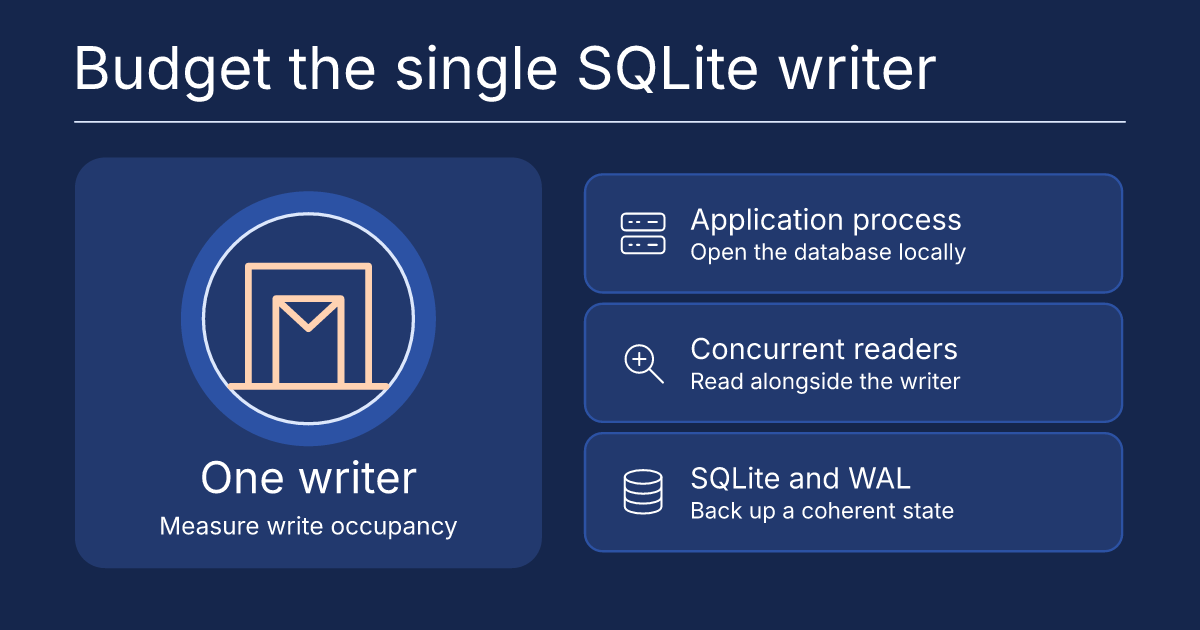 Budget the single SQLite writer
One writer
Measure write occupancy
Application process
Open the database locally
Concurrent readers
Read alongside the writer
SQLite and WAL
Back up a coherent state